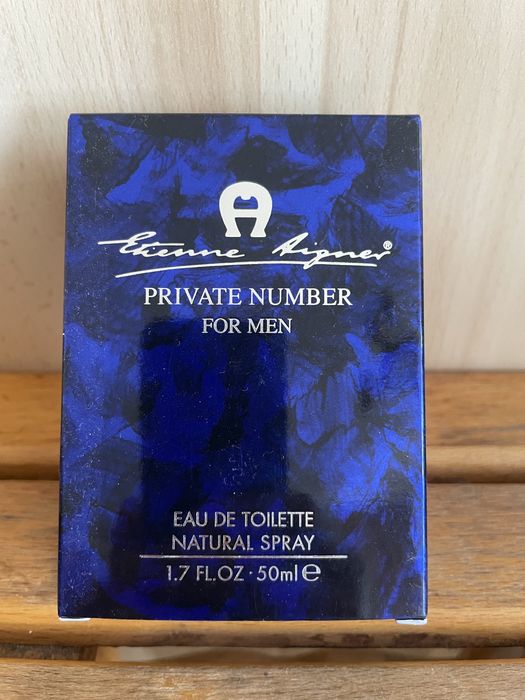 A
Etienne Aigner®
PRIVATE NUMBER
FOR MEN
EAU DE TOILETTE
NATURAL SPRAY
1.7 FL.OZ · 50ml e